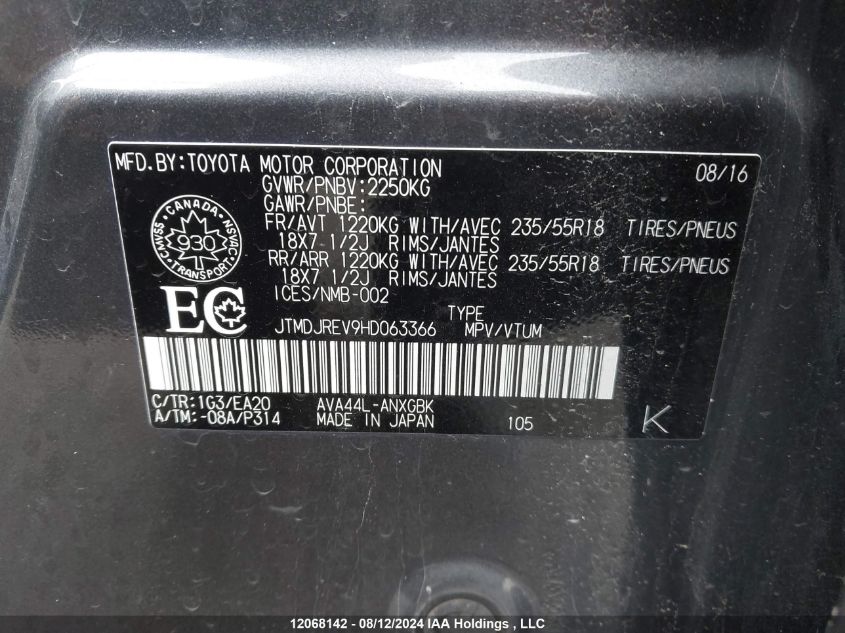 MFD.BY:TOYOTA MOTOR CORPORATION 08/16
GVWR/PNBV:2250KG
GAWR/PNBE:
FR/AVT 1220KG WITH/AVEC 235/55R18 TIRES/PNEUS
18X7 1/2J RIMS/JANTES
RR/ARR 1220KG WITH/AVEC 235/55R18 TIRES/PNEUS
18X7 1/2J RIMS/JANTES
ICES/NMB-002
CANADA
CMVSS 930 NSVAC
TRANSPORT
EC
TYPE
JTMDJREV9HD063366 MPV/VTUM
C/TR:1G3/EA20 AVA44L-ANXGBK
A/TM:-08A/P314 MADE IN JAPAN 105 K
12068142 - 08/12/2024 IAA Holdings , LLC